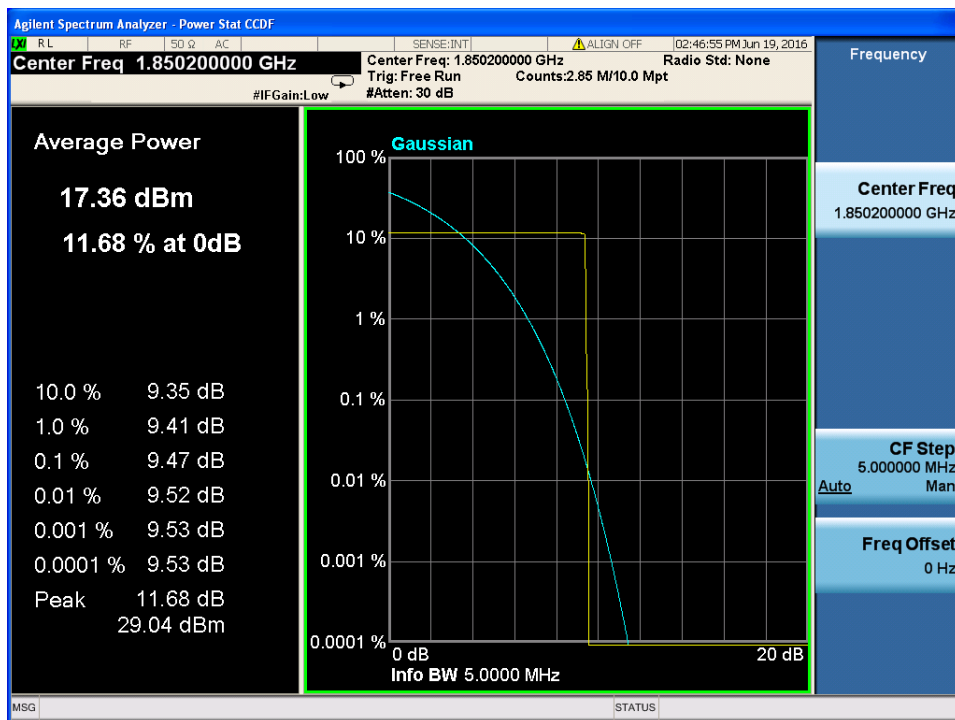 Agilent Spectrum Analyzer - Power Stat CCDF
LXI RL RF 50 Ω AC SENSE:INT ALIGN OFF 02:46:55 PM Jun 19, 2016
Center Freq 1.850200000 GHz
Center Freq: 1.850200000 GHz Radio Std: None
Trig: Free Run Counts:2.85 M/10.0 Mpt
#IFGain:Low #Atten: 30 dB
Frequency
Average Power
17.36 dBm
11.68 % at 0dB
10.0 % 9.35 dB
1.0 % 9.41 dB
0.1 % 9.47 dB
0.01 % 9.52 dB
0.001 % 9.53 dB
0.0001 % 9.53 dB
Peak 11.68 dB
29.04 dBm
Gaussian
100 %
10 %
1 %
0.1 %
0.01 %
0.001 %
0.0001 %
0 dB 20 dB
Info BW 5.0000 MHz
Center Freq
1.850200000 GHz
CF Step
5.000000 MHz
Auto Man
Freq Offset
0 Hz
MSG STATUS